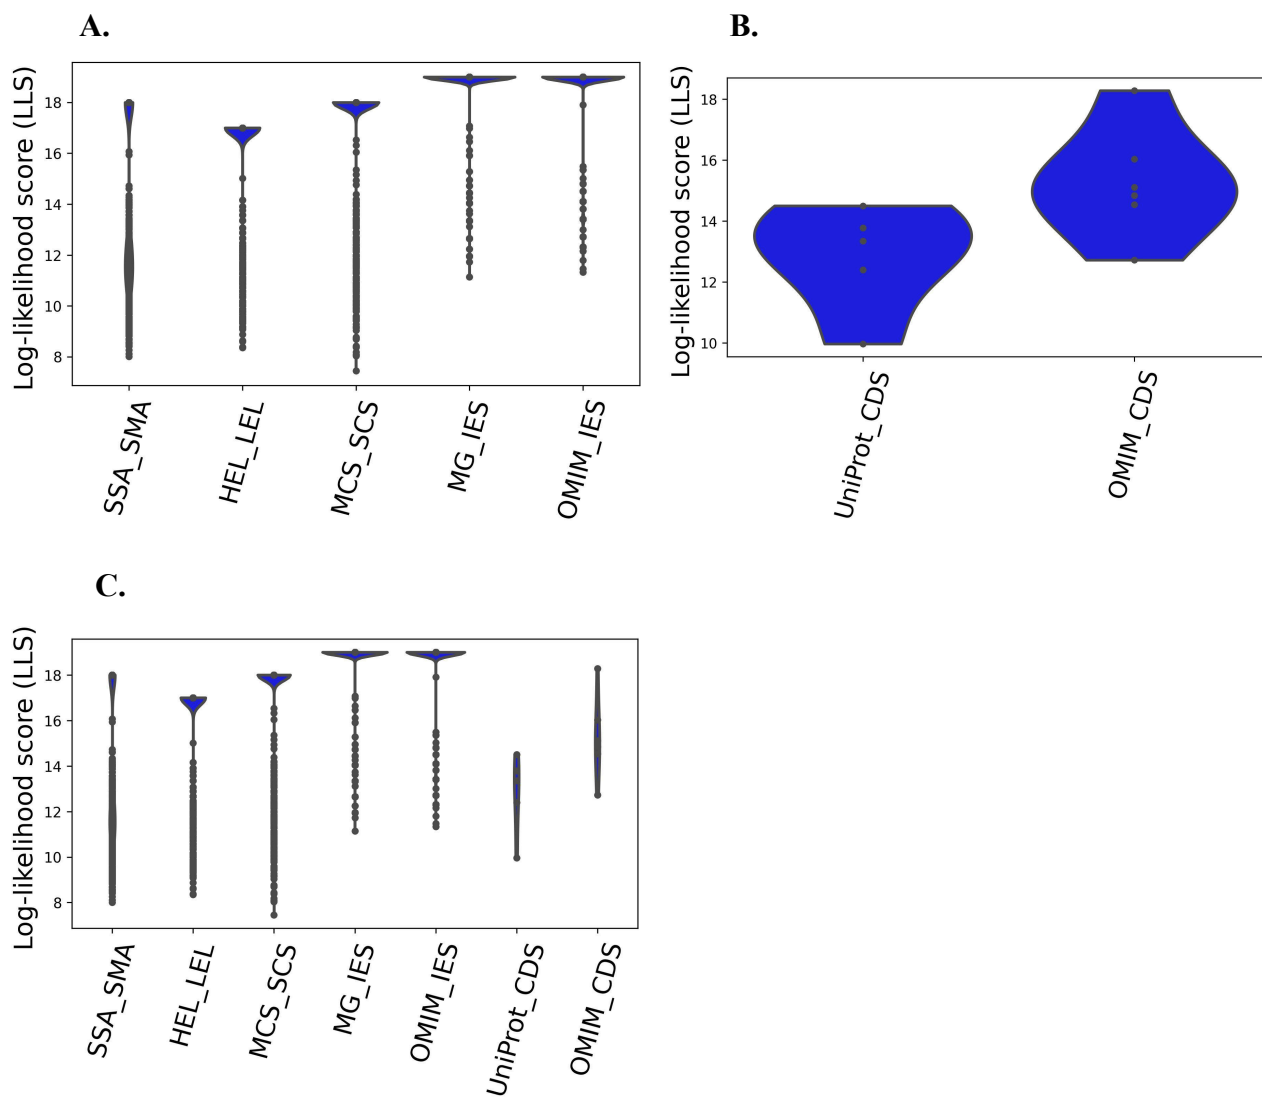 A.
Log-likelihood score (LLS)
18
16
14
12
10
8
SSA_SMA
HEL_LEL
MCS_SCS
MG_IES
OMIM_IES
B.
Log-likelihood score (LLS)
18
16
14
12
10
UniProt_CDS
OMIM_CDS
C.
Log-likelihood score (LLS)
18
16
14
12
10
8
SSA_SMA
HEL_LEL
MCS_SCS
MG_IES
OMIM_IES
UniProt_CDS
OMIM_CDS